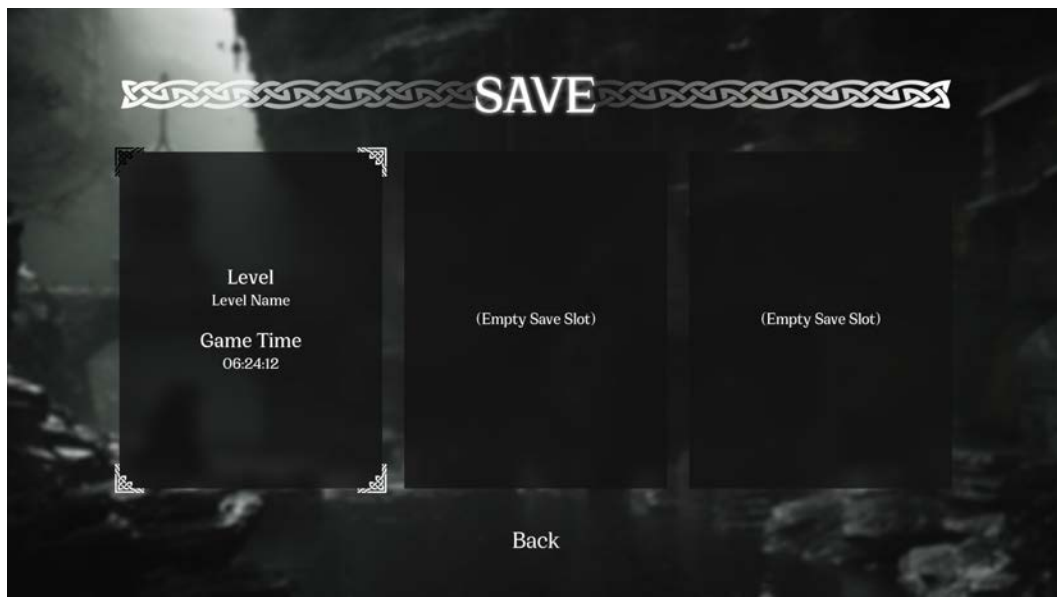 SAVE
Level
Level Name
Game Time
06:24:12
(Empty Save Slot)
(Empty Save Slot)
Back